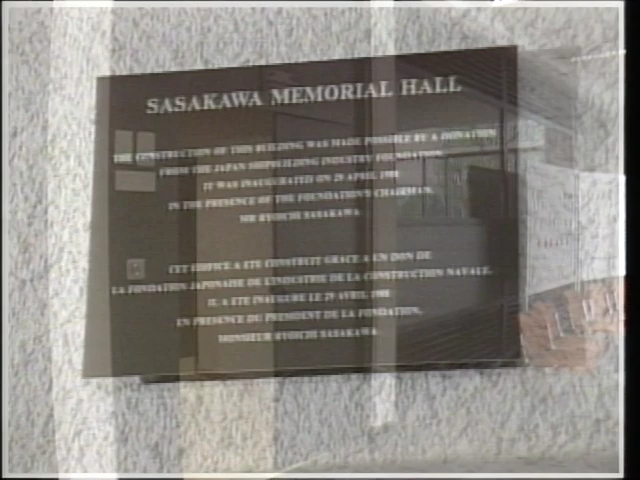 SASAKAWA MEMORIAL HALL
THE CONSTRUCTION OF THIS BUILDING WAS MADE POSSIBLE BY A DONATION
FROM THE JAPAN SHIPBUILDING INDUSTRY FOUNDATION.
IT WAS INAUGURATED ON 29 APRIL
IN THE PRESENCE OF THE FOUNDATION'S CHAIRMAN,
MR RYOICHI SASAKAWA
CET EDIFICE A ETE CONSTRUIT GRACE A UN DON DE
LA FONDATION JAPONAISE DE L'INDUSTRIE DE LA CONSTRUCTION NAVALE.
IL A ETE INAUGURE LE 29 AVRIL
EN PRESENCE DU PRESIDENT DE LA FONDATION,
MONSIEUR RYOICHI SASAKAWA